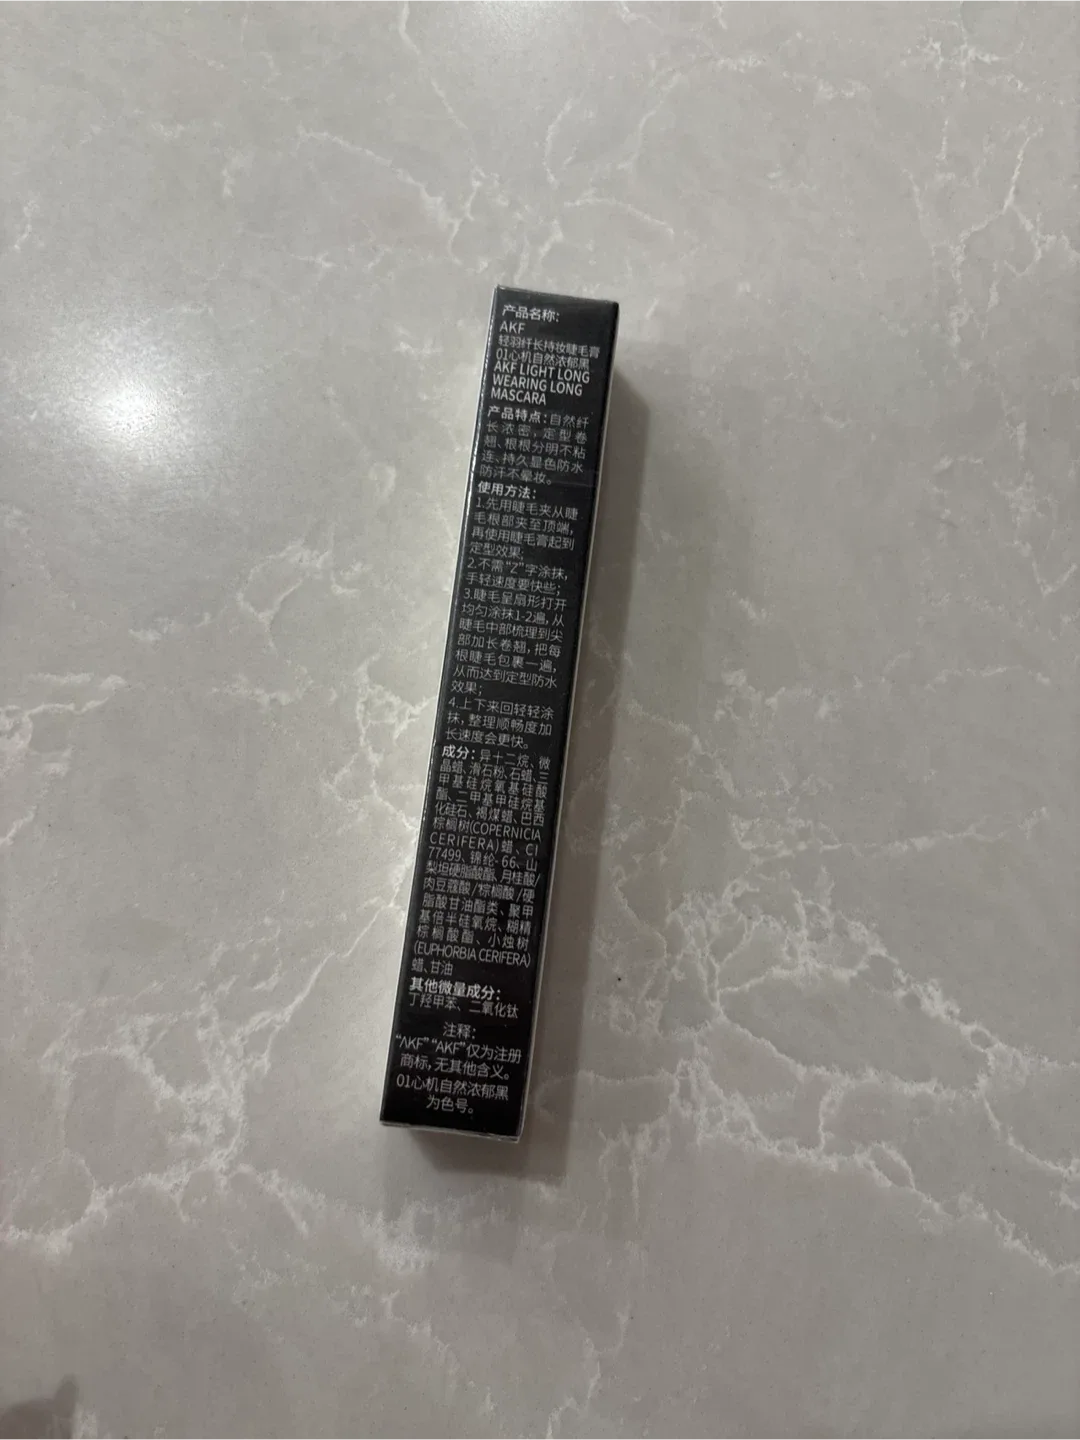 产品名称：
AKF
轻羽纤长持妆睫毛膏
01心机自然浓郁黑
AKF LIGHT LONG
WEARING LONG
MASCARA
产品特点：自然纤
长浓密，定型卷
翘、根根分明不粘
连、持久显色防水
防汗不晕妆。
使用方法：
1.先用睫毛夹从睫
毛根部夹至顶端，
再使用睫毛膏起到
定型效果；
2.不需“Z”字涂抹，
手轻速度要快些；
3.睫毛呈扇形打开
均匀涂抹1-2遍，从
睫毛中部梳理到尖
部加长卷翘，把每
根睫毛包裹一遍，
从而达到定型防水
效果；
4.上下来回轻轻涂
抹，整理顺畅度加
长速度会更快。
成分：异十二烷、微
晶蜡、滑石粉、石蜡、三
甲基硅烷氧基硅酸
酯、二甲基甲硅烷基
化硅石、褐煤蜡、巴西
棕榈树(COPERNICIA
CERIFERA)蜡、CI
77499、锦纶-66、山
梨坦硬脂酸酯、月桂酸/
肉豆蔻酸/棕榈酸/硬
脂酸甘油酯类、聚甲
基倍半硅氧烷、糊精
棕榈酸酯、小烛树
(EUPHORBIA CERIFERA)
蜡、甘油
其他微量成分：
丁羟甲苯、二氧化钛
注释：
“ΛKF”“AKF”仅为注册
商标，无其他含义。
01心机自然浓郁黑
为色号。